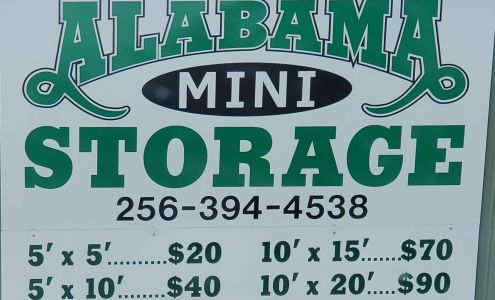 ALABAMA
MINI
STORAGE
256-394-4538
5' x 5'..........$20 10' x 15'......$70
5' x 10'.........$40 10' x 20'...$90